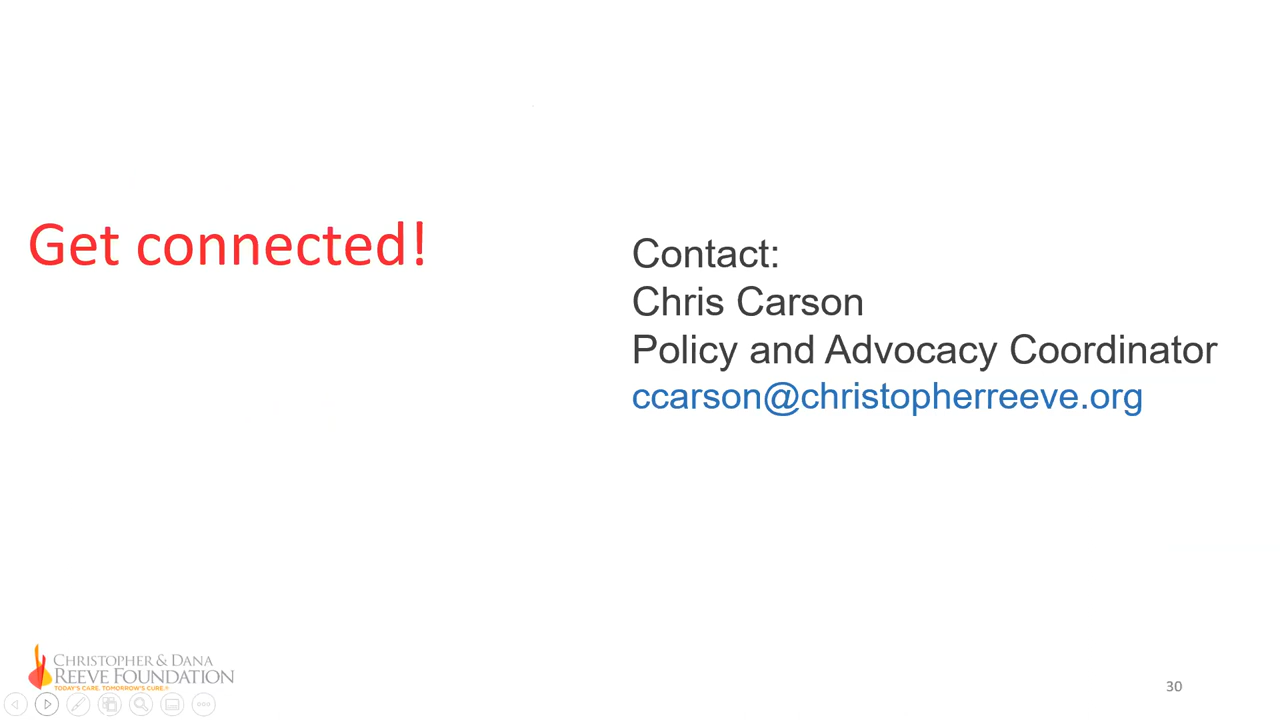 Get connected!
Contact:
Chris Carson
Policy and Advocacy Coordinator
ccarson@christopherreeve.org
CHRISTOPHER & DANA
REEVE FOUNDATION
TODAY'S CARE. TOMORROW'S CURE.®
30